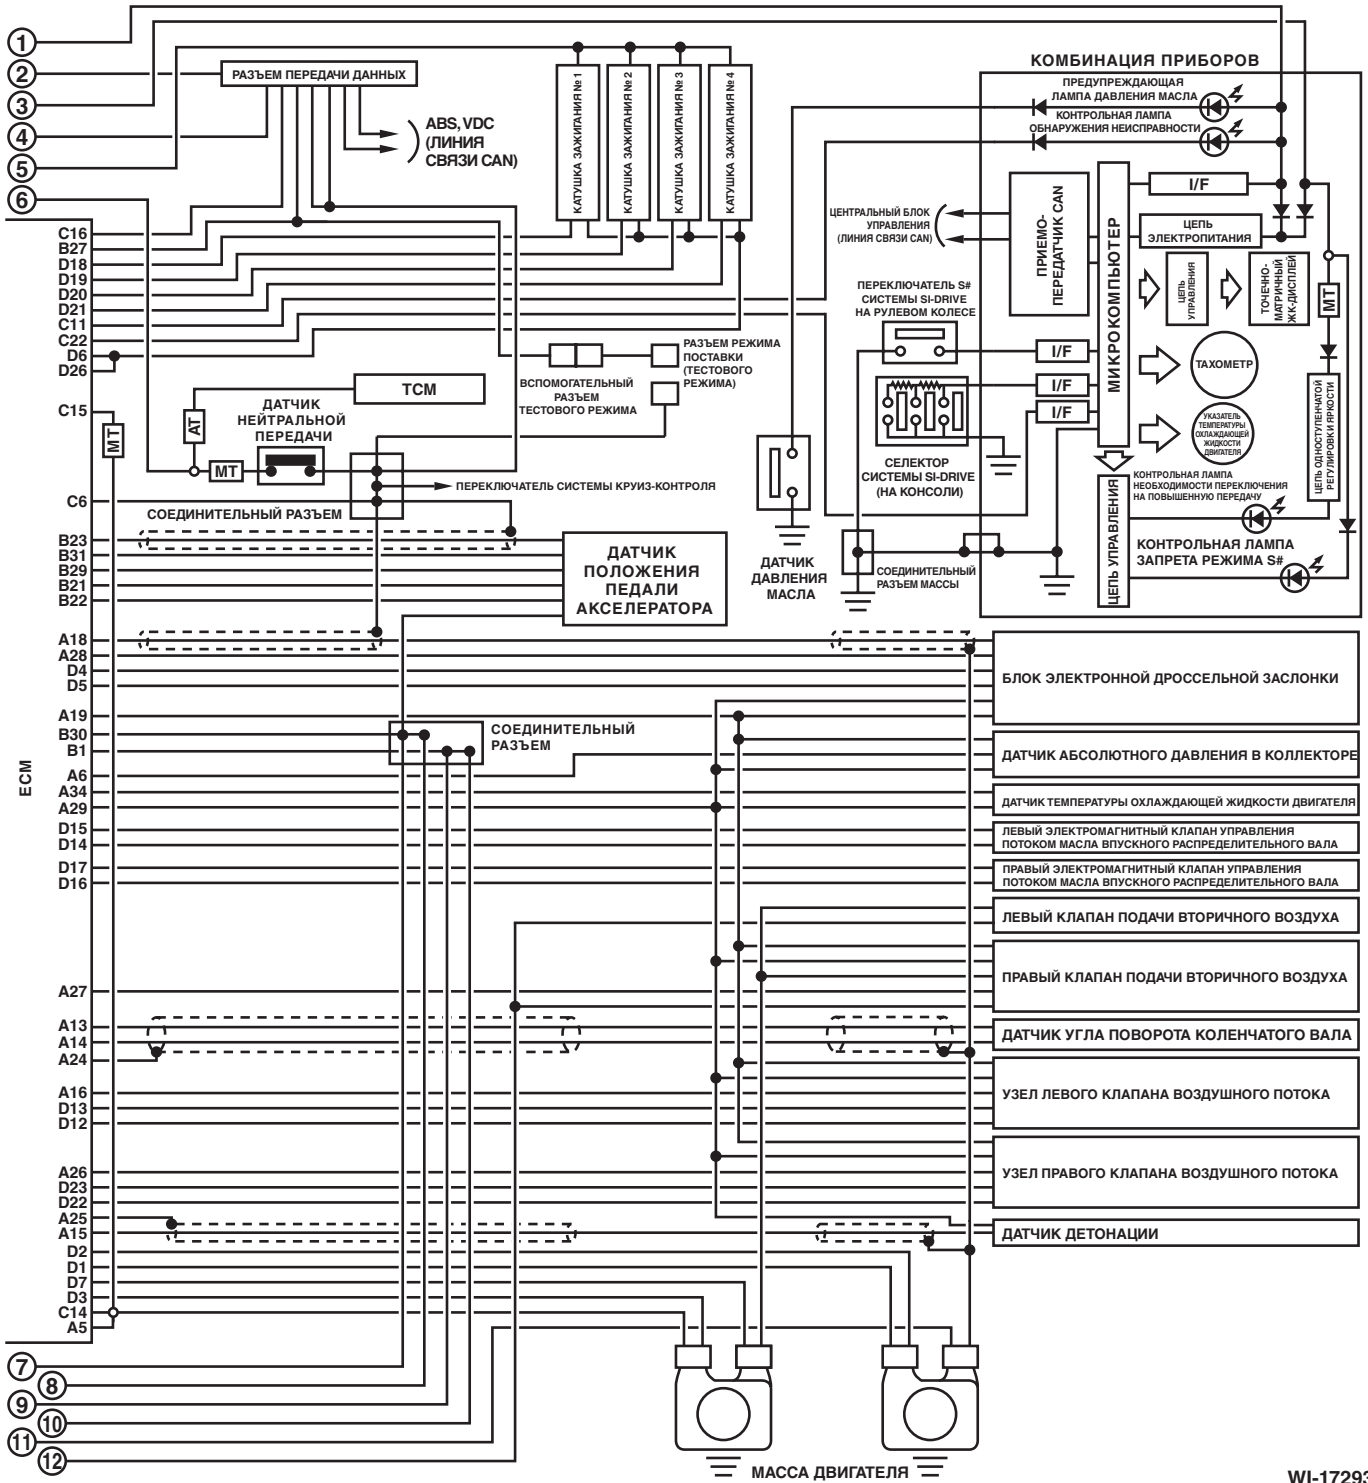 1
2
3
4
5
6
РАЗЪЕМ ПЕРЕДАЧИ ДАННЫХ
ABS, VDC
(ЛИНИЯ
СВЯЗИ CAN)
КАТУШКА ЗАЖИГАНИЯ № 1
КАТУШКА ЗАЖИГАНИЯ № 2
КАТУШКА ЗАЖИГАНИЯ № 3
КАТУШКА ЗАЖИГАНИЯ № 4
КОМБИНАЦИЯ ПРИБОРОВ
ПРЕДУПРЕЖДАЮЩАЯ
ЛАМПА ДАВЛЕНИЯ МАСЛА
КОНТРОЛЬНАЯ ЛАМПА
ОБНАРУЖЕНИЯ НЕИСПРАВНОСТИ
ЦЕНТРАЛЬНЫЙ БЛОК
УПРАВЛЕНИЯ
(ЛИНИЯ СВЯЗИ CAN)
ПРИЕМО-
ПЕРЕДАТЧИК CAN
МИКРОКОМПЬЮТЕР
I/F
ЦЕПЬ
ЭЛЕКТРОПИТАНИЯ
ЦЕПЬ
УПРАВЛЕНИЯ
ТОЧЕЧНО-
МАТРИЧНЫЙ
ЖК-ДИСПЛЕЙ
MT
ТАХОМЕТР
УКАЗАТЕЛЬ
ТЕМПЕРАТУРЫ
ОХЛАЖДАЮЩЕЙ
ЖИДКОСТИ
ДВИГАТЕЛЯ
ЦЕПЬ ОДНОСТУПЕНЧАТОЙ
РЕГУЛИРОВКИ ЯРКОСТИ
I/F
I/F
I/F
ПЕРЕКЛЮЧАТЕЛЬ S#
СИСТЕМЫ SI-DRIVE
НА РУЛЕВОМ КОЛЕСЕ
СЕЛЕКТОР
СИСТЕМЫ SI-DRIVE
(НА КОНСОЛИ)
КОНТРОЛЬНАЯ ЛАМПА
НЕОБХОДИМОСТИ ПЕРЕКЛЮЧЕНИЯ
НА ПОВЫШЕННУЮ ПЕРЕДАЧУ
ЦЕПЬ УПРАВЛЕНИЯ
КОНТРОЛЬНАЯ ЛАМПА
ЗАПРЕТА РЕЖИМА S#
СОЕДИНИТЕЛЬНЫЙ
РАЗЪЕМ МАССЫ
ДАТЧИК
ДАВЛЕНИЯ
МАСЛА
РАЗЪЕМ РЕЖИМА
ПОСТАВКИ
(ТЕСТОВОГО
РЕЖИМА)
ВСПОМОГАТЕЛЬНЫЙ
РАЗЪЕМ
ТЕСТОВОГО РЕЖИМА
TCM
AT
MT
ДАТЧИК
НЕЙТРАЛЬНОЙ
ПЕРЕДАЧИ
MT
ПЕРЕКЛЮЧАТЕЛЬ СИСТЕМЫ КРУИЗ-КОНТРОЛЯ
СОЕДИНИТЕЛЬНЫЙ РАЗЪЕМ
ДАТЧИК
ПОЛОЖЕНИЯ
ПЕДАЛИ
АКСЕЛЕРАТОРА
СОЕДИНИТЕЛЬНЫЙ
РАЗЪЕМ
ECM
C16
B27
D18
D19
D20
D21
C11
C22
D6
D26
C15
C6
B23
B31
B29
B21
B22
A18
A28
D4
D5
A19
B30
B1
A6
A34
A29
D15
D14
D17
D16
A27
A13
A14
A24
A16
D13
D12
A26
D23
D22
A25
A15
D2
D1
D7
D3
C14
A5
БЛОК ЭЛЕКТРОННОЙ ДРОССЕЛЬНОЙ ЗАСЛОНКИ
ДАТЧИК АБСОЛЮТНОГО ДАВЛЕНИЯ В КОЛЛЕКТОРЕ
ДАТЧИК ТЕМПЕРАТУРЫ ОХЛАЖДАЮЩЕЙ ЖИДКОСТИ ДВИГАТЕЛЯ
ЛЕВЫЙ ЭЛЕКТРОМАГНИТНЫЙ КЛАПАН УПРАВЛЕНИЯ
ПОТОКОМ МАСЛА ВПУСКНОГО РАСПРЕДЕЛИТЕЛЬНОГО ВАЛА
ПРАВЫЙ ЭЛЕКТРОМАГНИТНЫЙ КЛАПАН УПРАВЛЕНИЯ
ПОТОКОМ МАСЛА ВПУСКНОГО РАСПРЕДЕЛИТЕЛЬНОГО ВАЛА
ЛЕВЫЙ КЛАПАН ПОДАЧИ ВТОРИЧНОГО ВОЗДУХА
ПРАВЫЙ КЛАПАН ПОДАЧИ ВТОРИЧНОГО ВОЗДУХА
ДАТЧИК УГЛА ПОВОРОТА КОЛЕНЧАТОГО ВАЛА
УЗЕЛ ЛЕВОГО КЛАПАНА ВОЗДУШНОГО ПОТОКА
УЗЕЛ ПРАВОГО КЛАПАНА ВОЗДУШНОГО ПОТОКА
ДАТЧИК ДЕТОНАЦИИ
7
8
9
10
11
12
МАССА ДВИГАТЕЛЯ
WI-17293